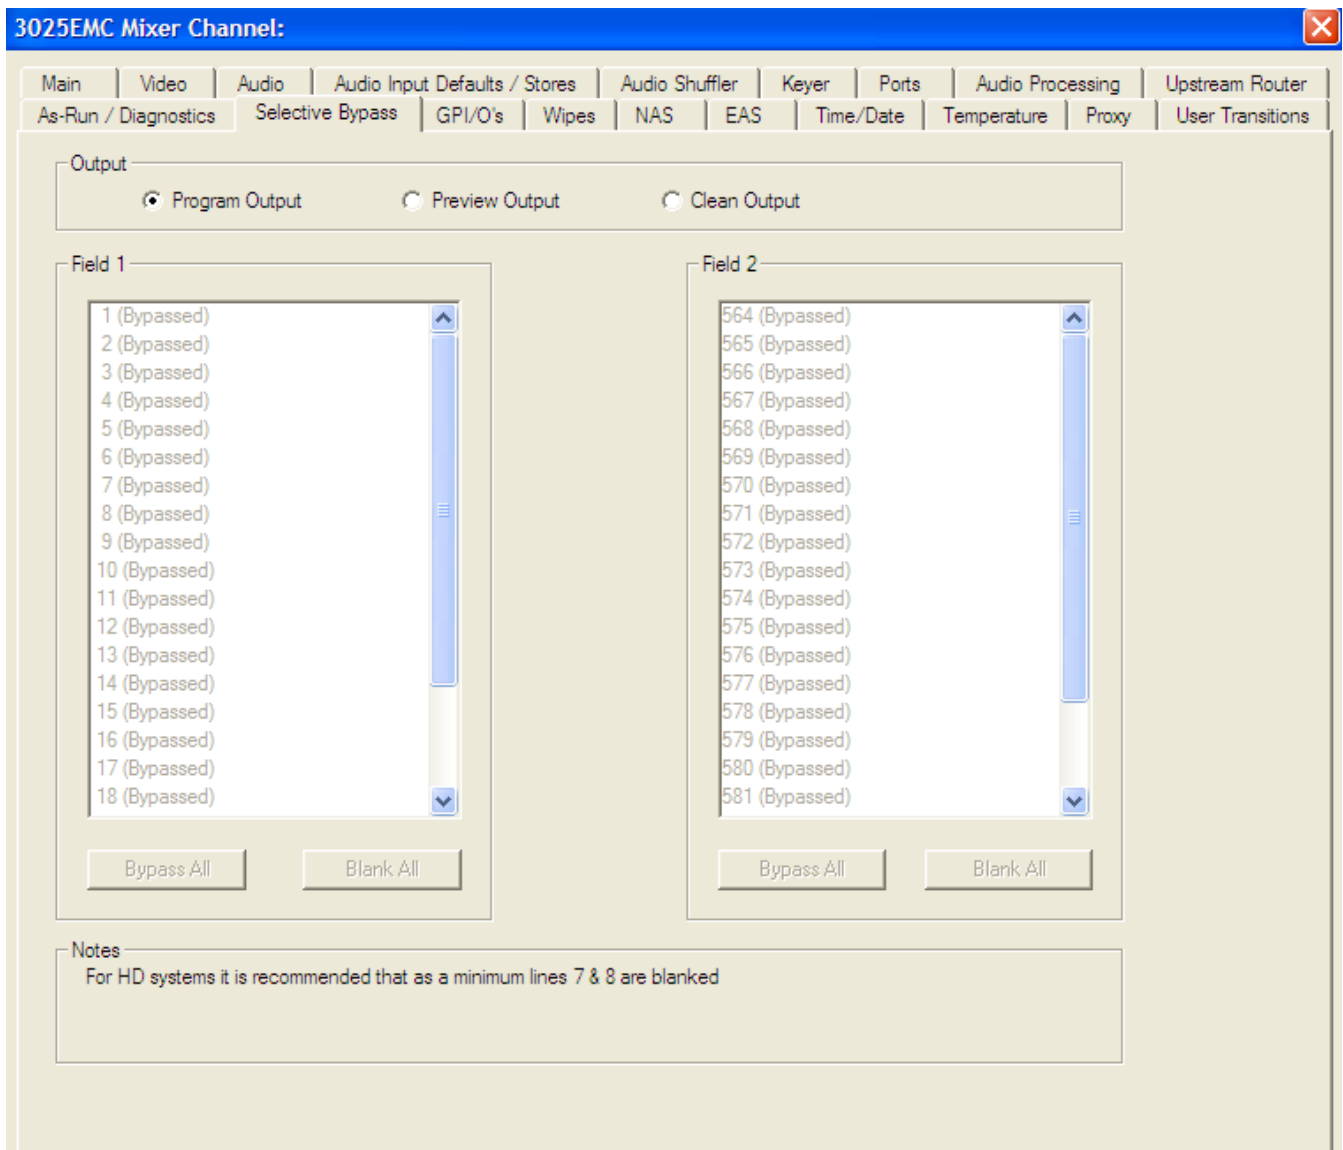 3025EMC Mixer Channel:
Main Video Audio Audio Input Defaults / Stores Audio Shuffler Keyer Ports Audio Processing Upstream Router
As-Run / Diagnostics Selective Bypass GPI/O's Wipes NAS EAS Time/Date Temperature Proxy User Transitions
Output
Program Output Preview Output Clean Output
Field 1
1 (Bypassed)
2 (Bypassed)
3 (Bypassed)
4 (Bypassed)
5 (Bypassed)
6 (Bypassed)
7 (Bypassed)
8 (Bypassed)
9 (Bypassed)
10 (Bypassed)
11 (Bypassed)
12 (Bypassed)
13 (Bypassed)
14 (Bypassed)
15 (Bypassed)
16 (Bypassed)
17 (Bypassed)
18 (Bypassed)
Bypass All Blank All
Field 2
564 (Bypassed)
565 (Bypassed)
566 (Bypassed)
567 (Bypassed)
568 (Bypassed)
569 (Bypassed)
570 (Bypassed)
571 (Bypassed)
572 (Bypassed)
573 (Bypassed)
574 (Bypassed)
575 (Bypassed)
576 (Bypassed)
577 (Bypassed)
578 (Bypassed)
579 (Bypassed)
580 (Bypassed)
581 (Bypassed)
Bypass All Blank All
Notes
For HD systems it is recommended that as a minimum lines 7 & 8 are blanked